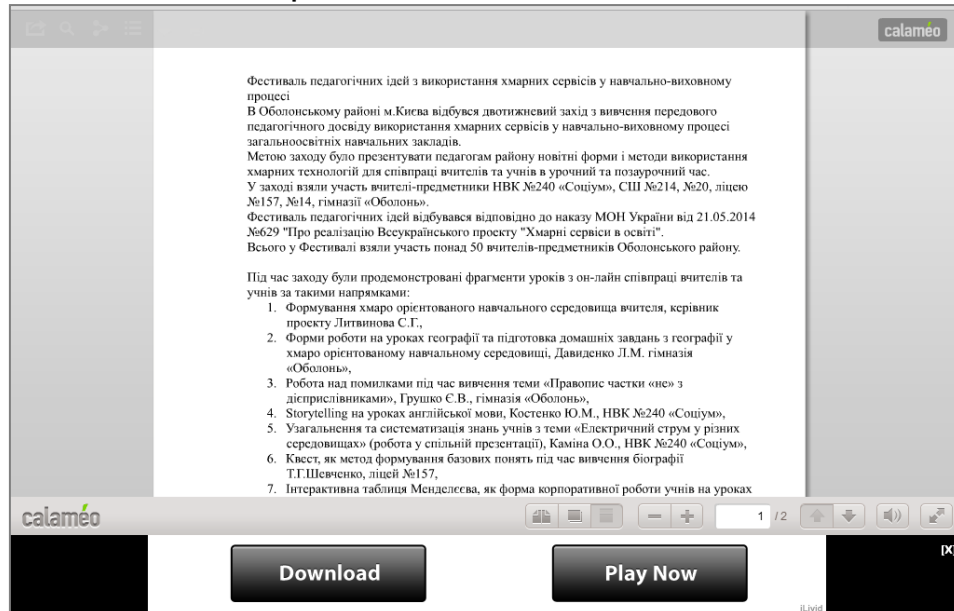 calaméo
Фестиваль педагогічних ідей з використання хмарних сервісів у навчально-виховному
процесі
В Оболонському районі м.Києва відбувся двотижневий захід з вивчення передового
педагогічного досвіду використання хмарних сервісів у навчально-виховному процесі
загальноосвітніх навчальних закладів.
Метою заходу було презентувати педагогам району новітні форми і методи використання
хмарних технологій для співпраці вчителів та учнів в урочний та позаурочний час.
У заході взяли участь вчителі-предметники НВК №240 «Соціум», СШ №214, №20, ліцею
№157, №14, гімназії «Оболонь».
Фестиваль педагогічних ідей відбувався відповідно до наказу МОН України від 21.05.2014
№629 "Про реалізацію Всеукраїнського проекту "Хмарні сервіси в освіті".
Всього у Фестивалі взяли участь понад 50 вчителів-предметників Оболонського району.
Під час заходу були продемонстровані фрагменти уроків з он-лайн співпраці вчителів та
учнів за такими напрямками:
1. Формування хмаро орієнтованого навчального середовища вчителя, керівник
проекту Литвинова С.Г.,
2. Форми роботи на уроках географії та підготовка домашніх завдань з географії у
хмаро орієнтованому навчальному середовищі, Давиденко Л.М. гімназія
«Оболонь»,
3. Робота над помилками під час вивчення теми «Правопис частки «не» з
дієприслівниками», Грушко Є.В., гімназія «Оболонь»,
4. Storytelling на уроках англійської мови, Костенко Ю.М., НВК №240 «Соціум»,
5. Узагальнення та систематизація знань учнів з теми «Електричний струм у різних
середовищах» (робота у спільній презентації), Каміна О.О., НВК №240 «Соціум»,
6. Квест, як метод формування базових понять під час вивчення біографії
Т.Г.Шевченко, ліцей №157,
7. Інтерактивна таблиця Менделєєва, як форма корпоративної роботи учнів на уроках
calaméo
1 /2
[X]
Download
Play Now
iLivid